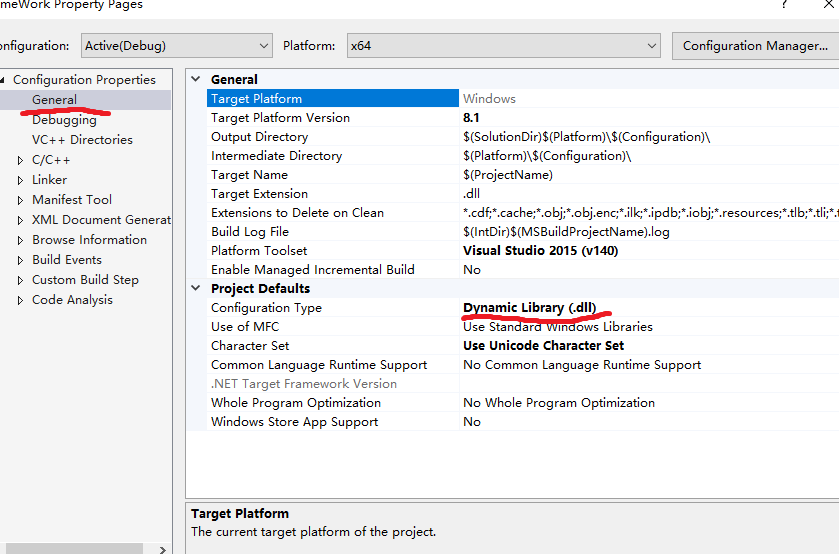 meWork Property Pages ?
onfiguration: Active(Debug) Platform: x64 Configuration Manager...
Configuration Properties
General
Debugging
VC++ Directories
C/C++
Linker
Manifest Tool
XML Document Generat
Browse Information
Build Events
Custom Build Step
Code Analysis
General
Target Platform Windows
Target Platform Version 8.1
Output Directory $(SolutionDir)$(Platform)\$(Configuration)\
Intermediate Directory $(Platform)\$(Configuration)\
Target Name $(ProjectName)
Target Extension .dll
Extensions to Delete on Clean *.cdf;*.cache;*.obj;*.obj.enc;*.ilk;*.ipdb;*.iobj;*.resources;*.tlb;*.tli;*.t
Build Log File $(IntDir)$(MSBuildProjectName).log
Platform Toolset Visual Studio 2015 (v140)
Enable Managed Incremental Build No
Project Defaults
Configuration Type Dynamic Library (.dll)
Use of MFC Use Standard Windows Libraries
Character Set Use Unicode Character Set
Common Language Runtime Support No Common Language Runtime Support
.NET Target Framework Version
Whole Program Optimization No Whole Program Optimization
Windows Store App Support No
Target Platform
The current target platform of the project.